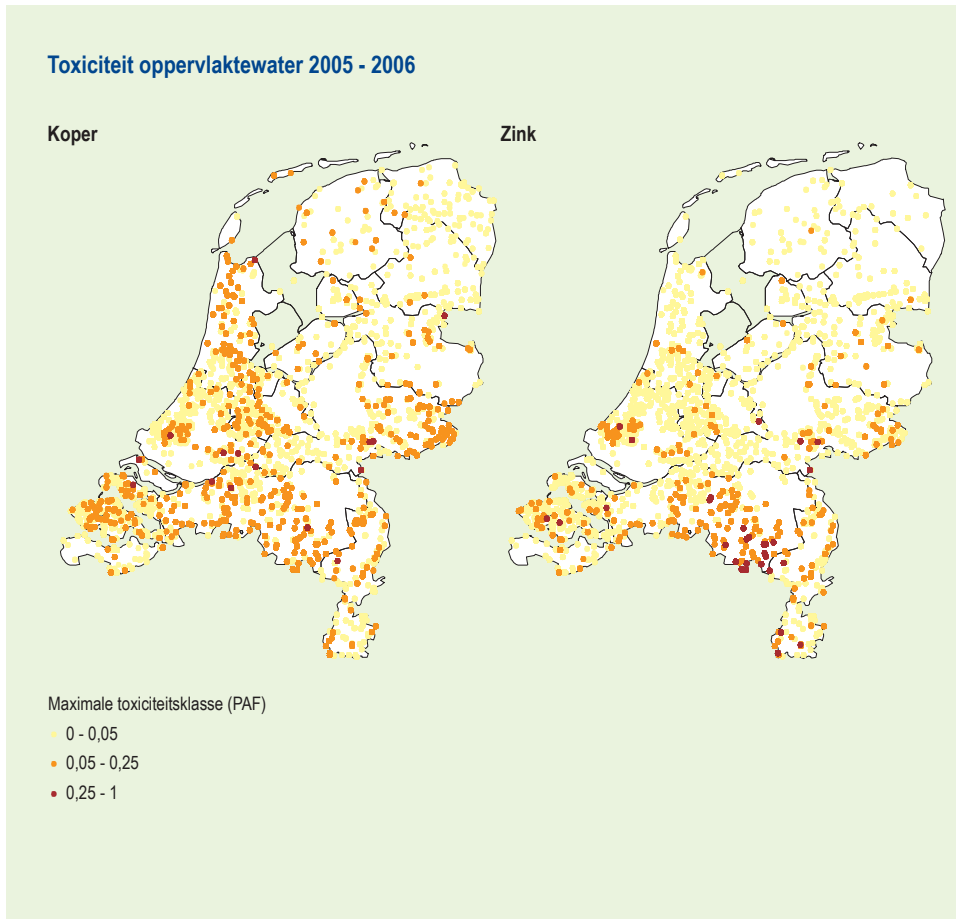 Toxiciteit oppervlaktewater 2005 - 2006
Koper
Zink
Maximale toxiciteitsklasse (PAF)
0 - 0,05
0,05 - 0,25
0,25 - 1